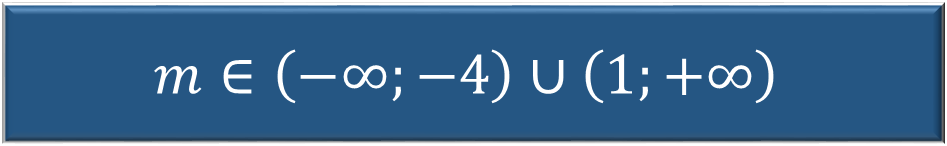 m ∈ (−∞; −4) ∪ (1; +∞)